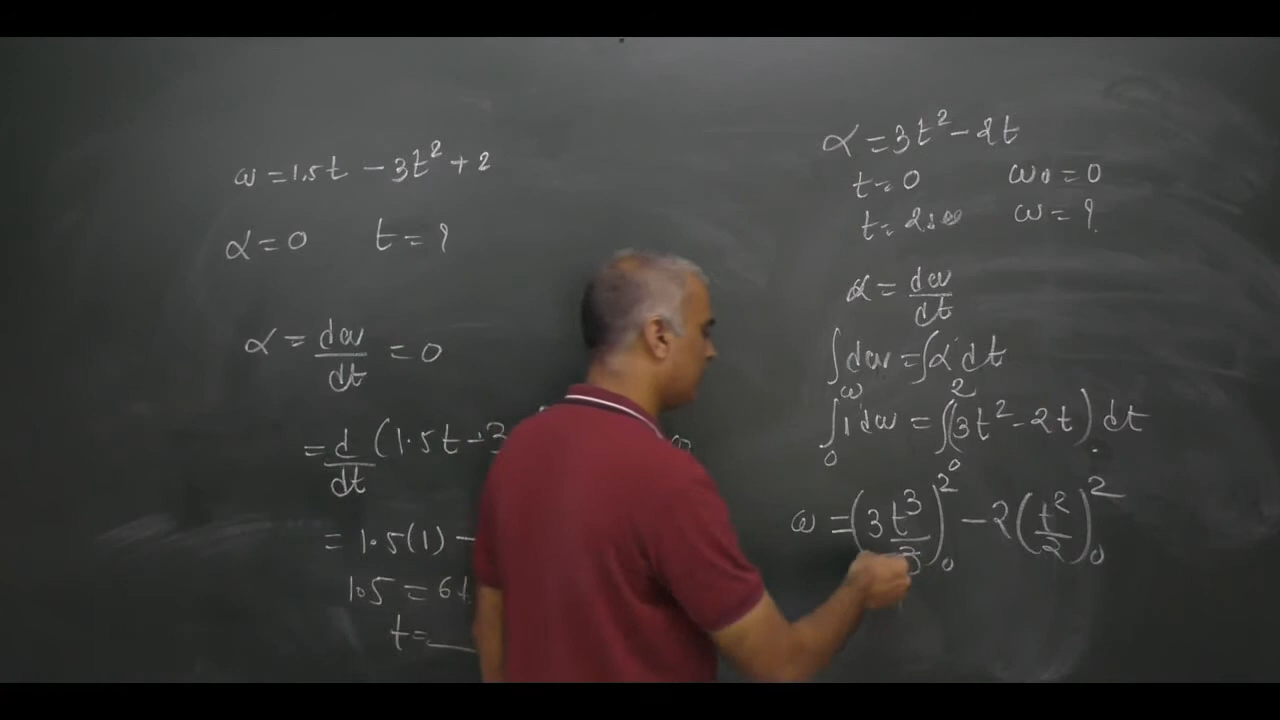 ω = 1.5t − 3t² + 2
α = 0 t = ?
α = dω/dt = 0
= d/dt (1.5t − 3
= 1.5(1) −
1.5 = 6t
t =
α = 3t² − 2t
t = 0 ω₀ = 0
t = 2 ω = ?
α = dω/dt
∫dω = ∫α dt
∫₀^ω 1 dω = ∫₀² (3t² − 2t) dt
ω = (3 t³/3)₀² − 2 (t²/2)₀²